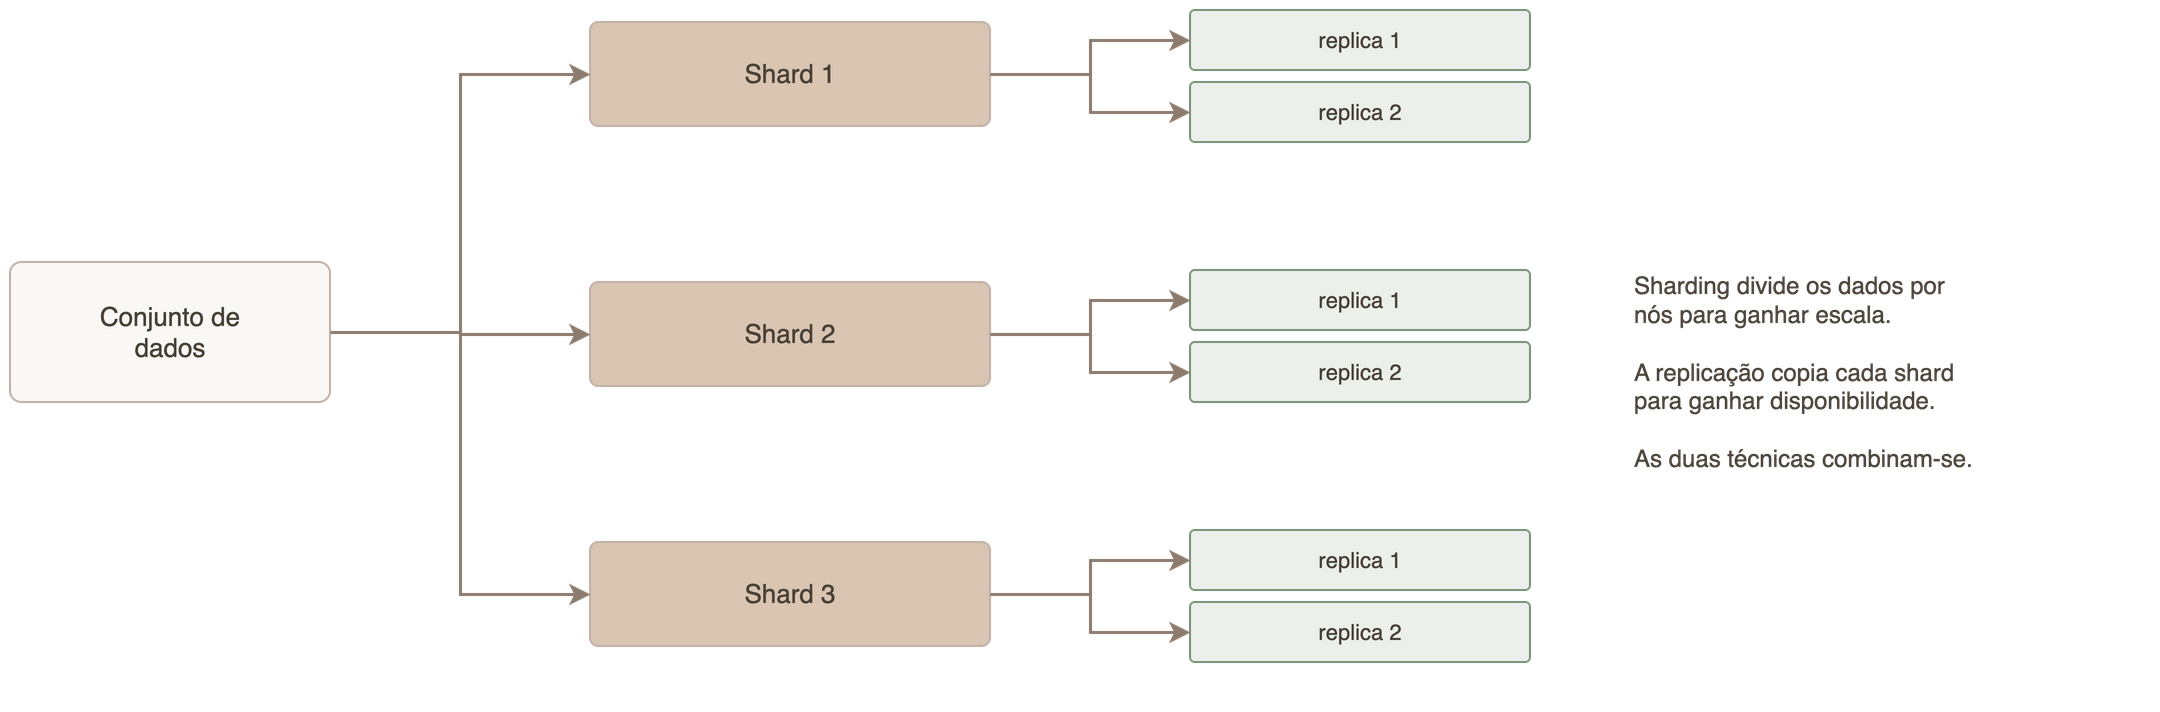 Conjunto de
dados
Shard 1
replica 1
replica 2
Shard 2
replica 1
replica 2
Shard 3
replica 1
replica 2
Sharding divide os dados por
nós para ganhar escala.
A replicação copia cada shard
para ganhar disponibilidade.
As duas técnicas combinam-se.